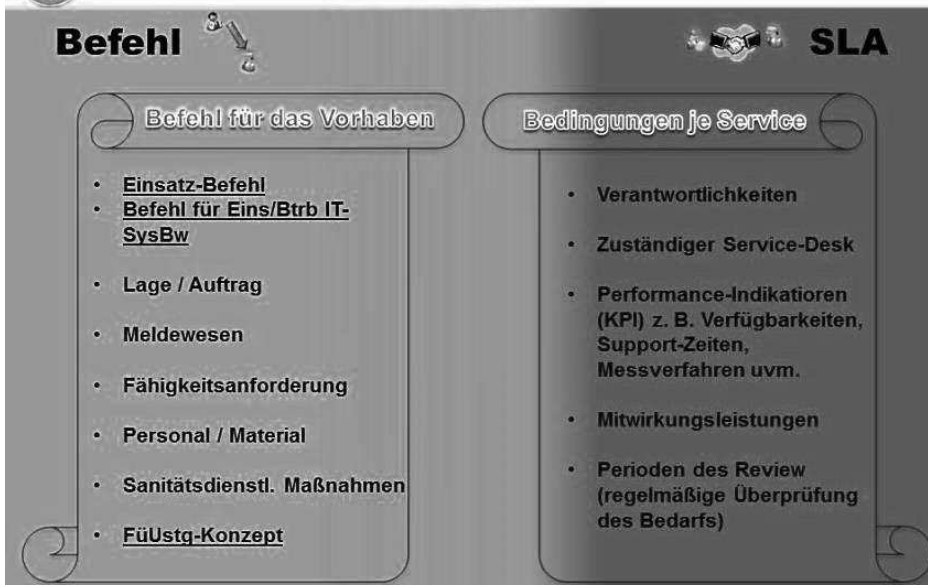 Befehl
SLA
Befehl für das Vorhaben
• Einsatz-Befehl
• Befehl für Eins/Btrb IT-
SysBw
• Lage / Auftrag
• Meldewesen
• Fähigkeitsanforderung
• Personal / Material
• Sanitätsdienstl. Maßnahmen
• FüUstg-Konzept
Bedingungen je Service
• Verantwortlichkeiten
• Zuständiger Service-Desk
• Performance-Indikatioren
(KPI) z. B. Verfügbarkeiten,
Support-Zeiten,
Messverfahren uvm.
• Mitwirkungsleistungen
• Perioden des Review
(regelmäßige Überprüfung
des Bedarfs)